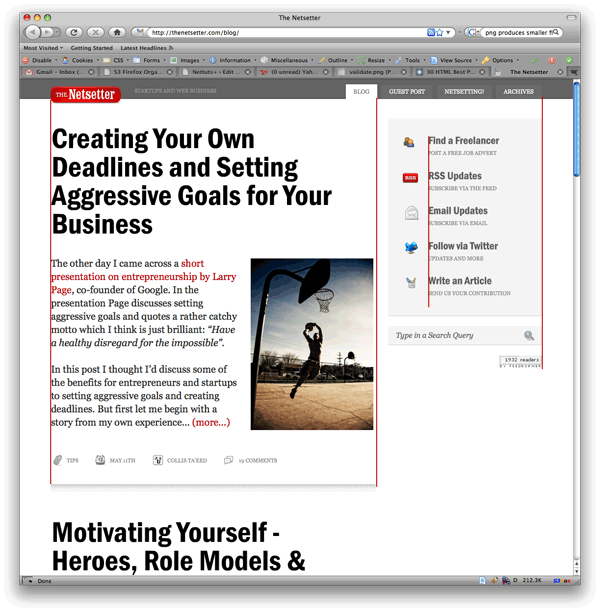 The Netsetter
http://thenetsetter.com/blog/
png produces smaller fi
Most Visited Getting Started Latest Headlines
Disable Cookies CSS Forms Images Information Miscellaneous Outline Resize Tools View Source Options
Gmail - Inbox ( S3 Firefox Orga... Nettuts+ - Edit ... (0 unread) Yah... validate.png (P... 30 HTML Best P... The Netsetter
THE Netsetter STARTUPS AND WEB BUSINESS BLOG GUEST POST NETSETTING! ARCHIVES
Creating Your Own
Deadlines and Setting
Aggressive Goals for Your
Business
The other day I came across a short
presentation on entrepreneurship by Larry
Page, co-founder of Google. In the
presentation Page discusses setting
aggressive goals and quotes a rather catchy
motto which I think is just brilliant: “Have
a healthy disregard for the impossible”.
In this post I thought I’d discuss some of
the benefits for entrepreneurs and startups
to setting aggressive goals and creating
deadlines. But first let me begin with a
story from my own experience... (more...)
TIPS MAY 11TH COLLIS TA'EED 19 COMMENTS
Motivating Yourself -
Heroes, Role Models &
Find a Freelancer
POST A FREE JOB ADVERT
RSS
RSS Updates
SUBSCRIBE VIA THE FEED
Email Updates
SUBSCRIBE VIA EMAIL
Follow via Twitter
UPDATES AND MORE
Write an Article
SEND US YOUR CONTRIBUTION
Type in a Search Query
1932 readers
BY FEEDBURNER
Done 212.3K S3